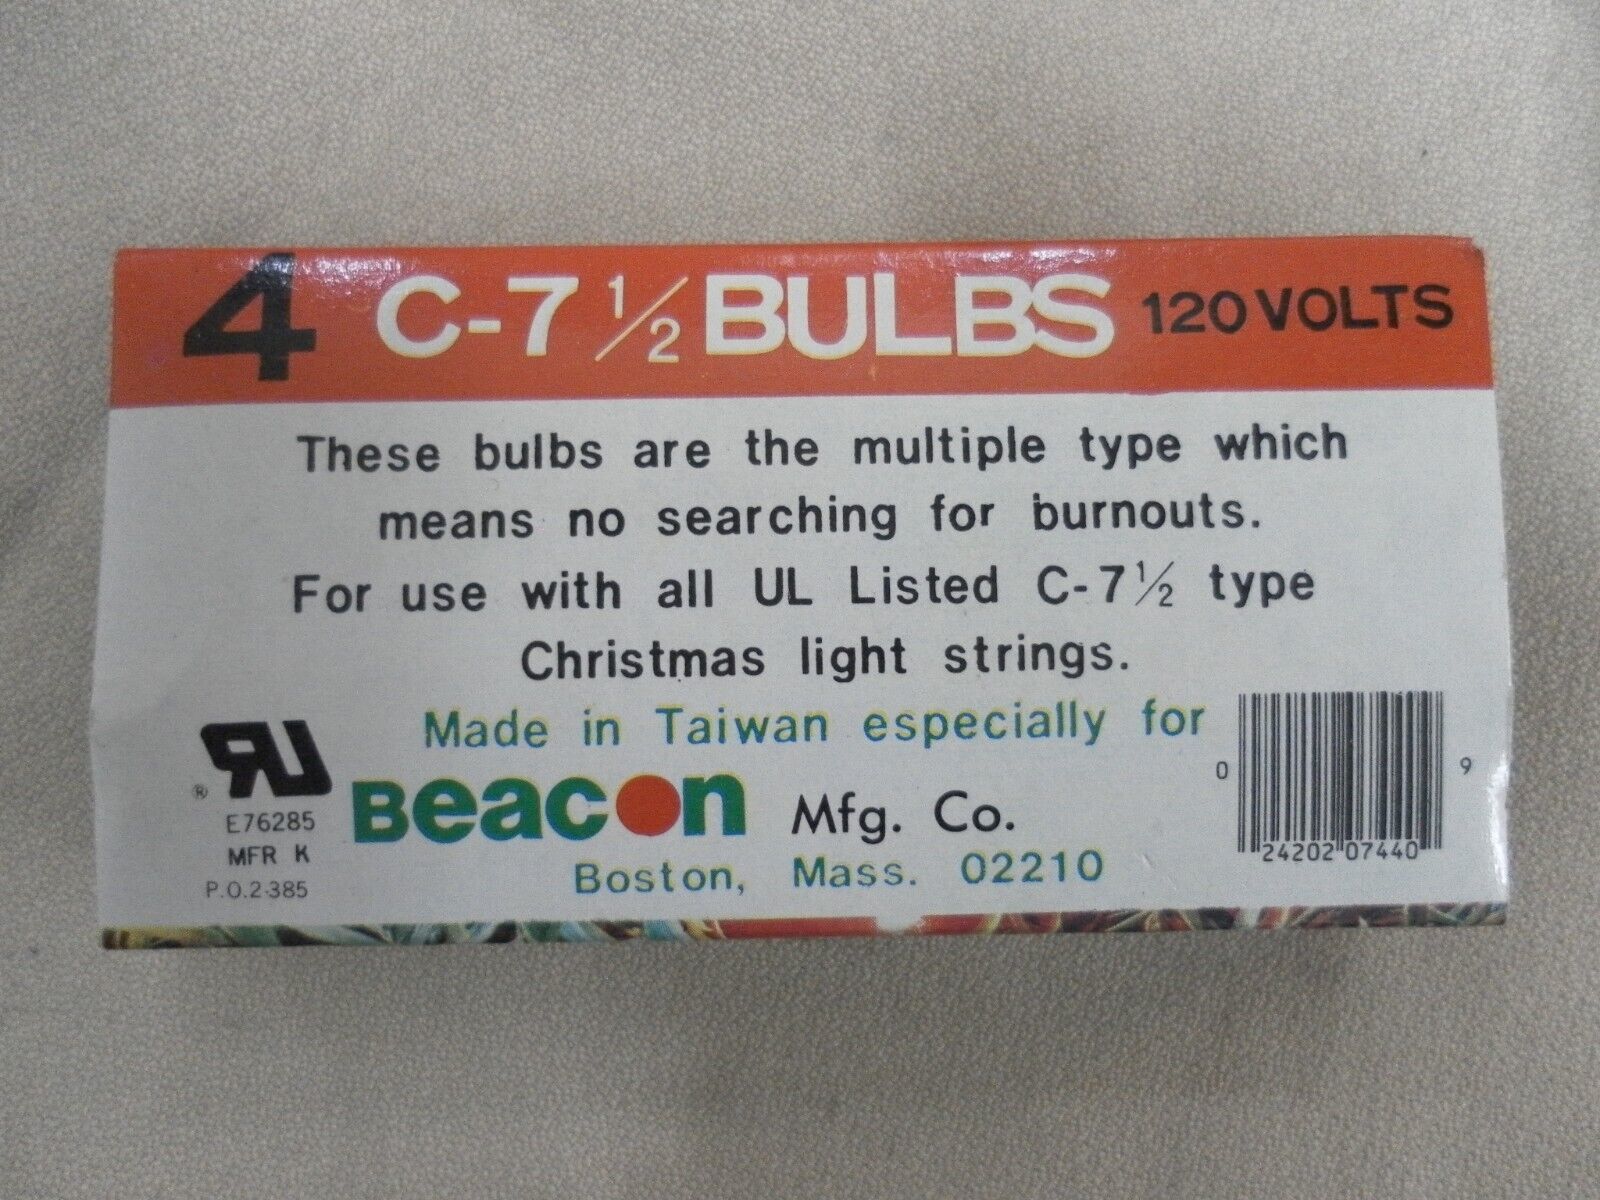 4 C-7 1/2 BULBS 120 VOLTS
These bulbs are the multiple type which
means no searching for burnouts.
For use with all UL Listed C-7 1/2 type
Christmas light strings.
Made in Taiwan especially for
Beacon Mfg. Co.
Boston, Mass. 02210
RU ®
E76285
MFR K
P.O.2-385
0 24202 07440 9